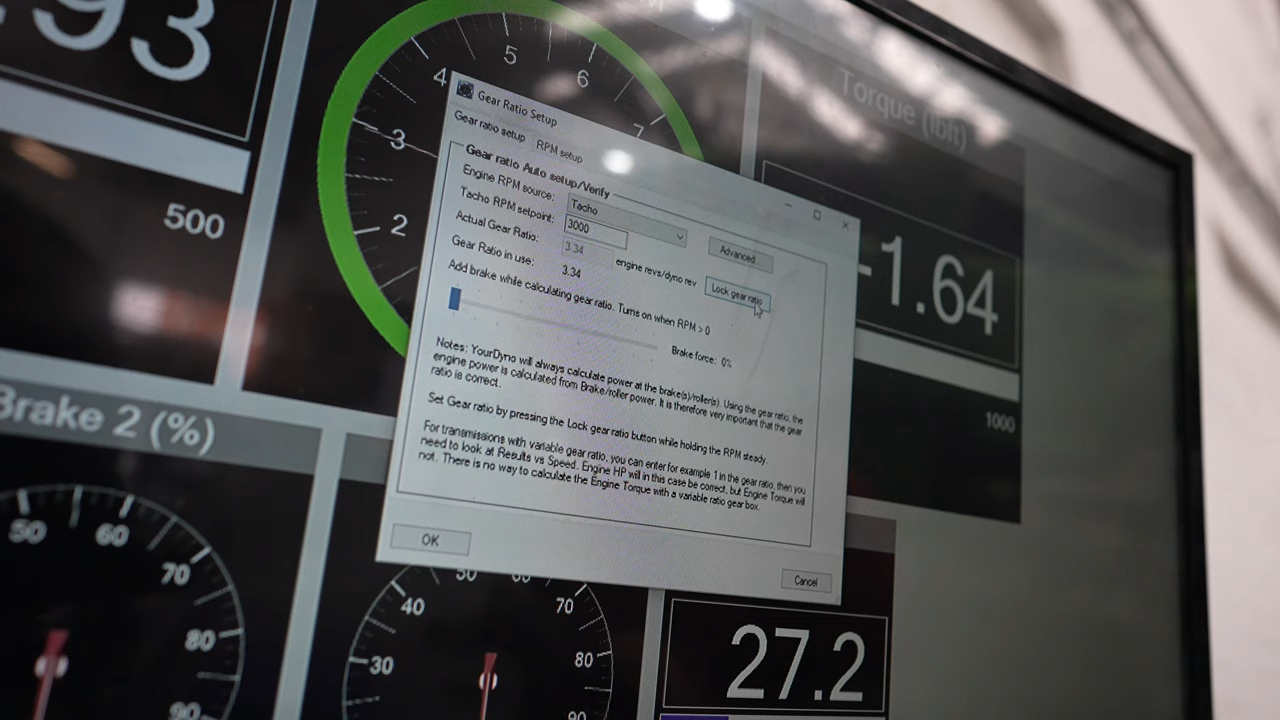 .93
500
4
5
6
7
3
2
Gear Ratio Setup
Gear ratio setup RPM setup
Gear ratio Auto setup/Verify
Engine RPM source: Tacho
Tacho RPM setpoint: 3000 Advanced...
Actual Gear Ratio: 3.34 engine revs/dyno rev Lock gear ratio
Gear Ratio in use: 3.34
Add brake while calculating gear ratio. Turns on when RPM > 0
Brake force: 0%
Notes: YourDyno will always calculate power at the brake(s)/roller(s). Using the gear ratio, the
engine power is calculated from Brake/roller power. It is therefore very important that the gear
ratio is correct.
Set Gear ratio by pressing the Lock gear ratio button while holding the RPM steady.
For transmissions with variable gear ratio, you can enter for example 1 in the gear ratio, then you
need to look at Results vs Speed. Engine HP will in this case be correct, but Engine Torque will
not. There is no way to calculate the Engine Torque with a variable ratio gear box.
OK
Cancel
Torque (lbft)
-1.64
1000
Brake 2 (%)
50
60
70
80
90
30
40
50
60
70
80
90
27.2